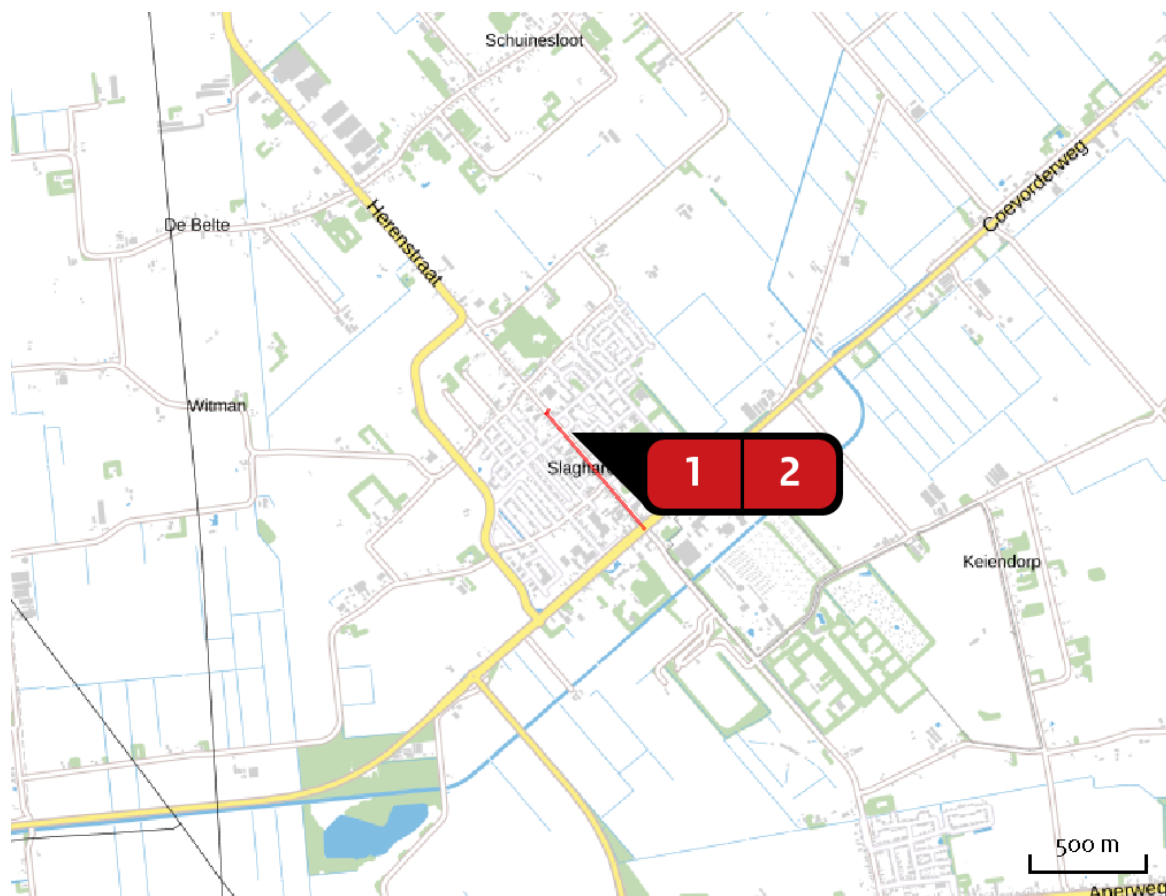 Schuinesloot
Coevorderweg
De Belte
Herenstraat
Witman
1 2
Keiendorp
500 m